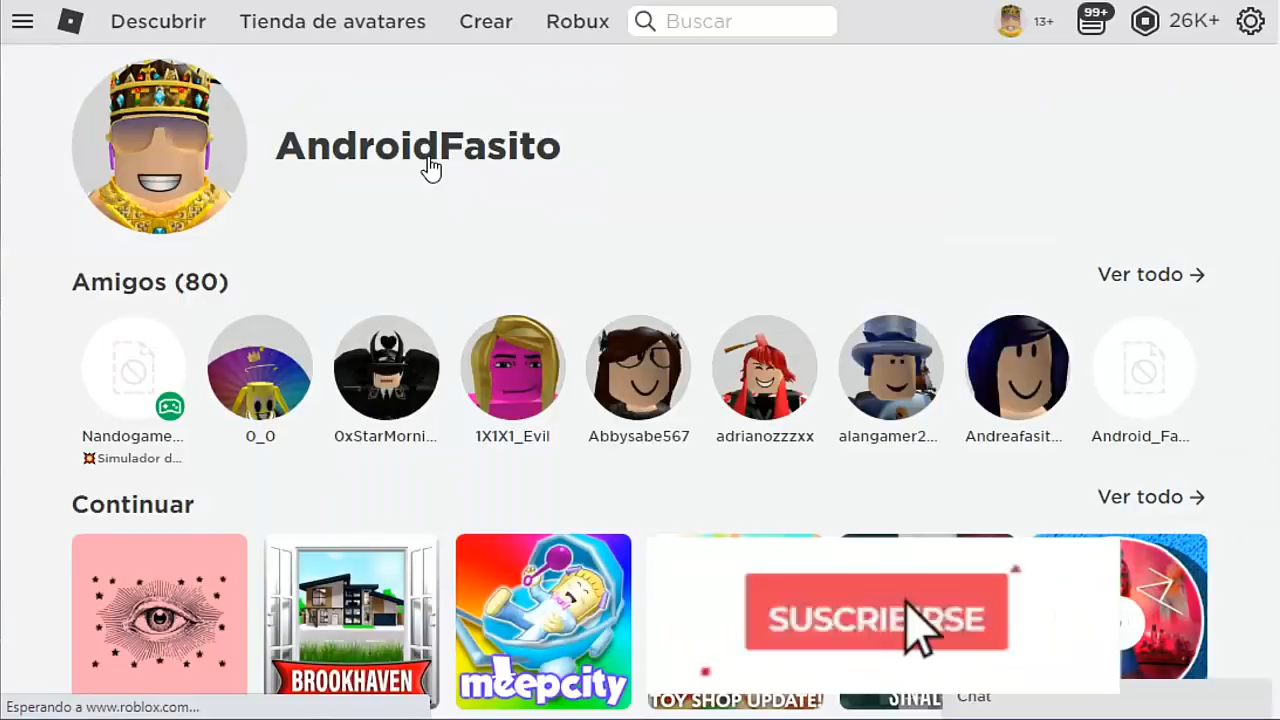 Descubrir Tienda de avatares Crear Robux Buscar 13+ 99+ 26K+
AndroidFasito
Amigos (80) Ver todo →
Nandogame... 0_0 0xStarMorni... 1X1X1_Evil Abbysabe567 adrianozzzxx alangamer2... Andreafasit... Android_Fa...
Simulador d...
Continuar Ver todo →
SUSCRIBIRSE
BROOKHAVEN meepcity TOY SHOP UPDATE!
Chat
Esperando a www.roblox.com...